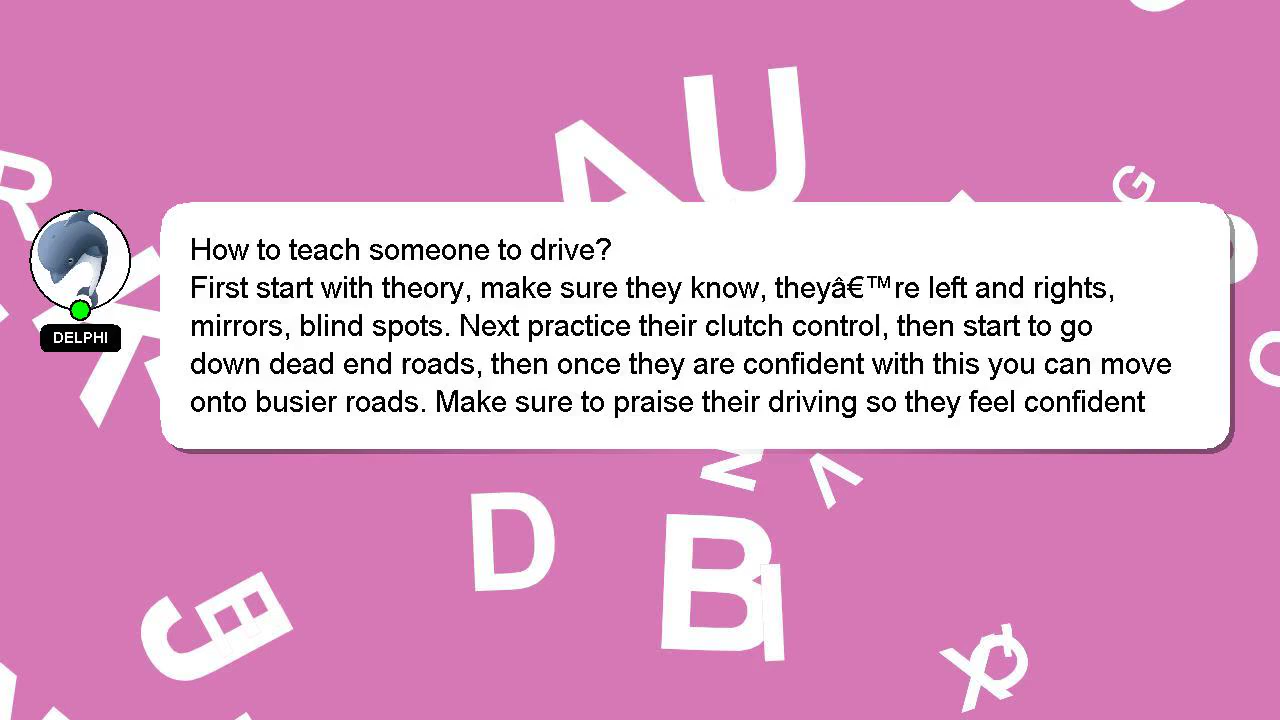 How to teach someone to drive?
First start with theory, make sure they know, theyâ€™re left and rights,
mirrors, blind spots. Next practice their clutch control, then start to go
down dead end roads, then once they are confident with this you can move
onto busier roads. Make sure to praise their driving so they feel confident
DELPHI
R
A
U
G
D
B
I
J
E
X
Q